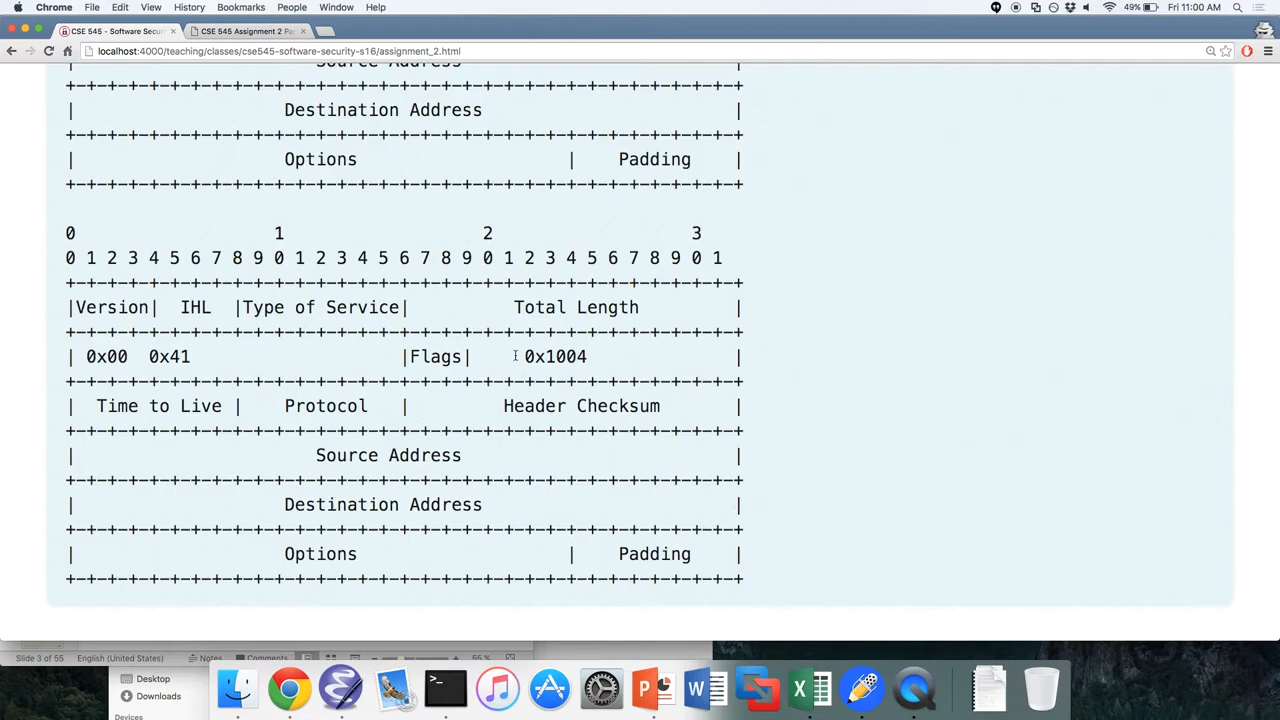 Chrome File Edit View History Bookmarks People Window Help 49% Fri 11:00 AM
CSE 545 - Software Securi × CSE 545 Assignment 2 Par ×
localhost:4000/teaching/classes/cse545-software-security-s16/assignment_2.html
| Source Address |
+-+-+-+-+-+-+-+-+-+-+-+-+-+-+-+-+-+-+-+-+-+-+-+-+-+-+-+-+-+-+-+-+
| Destination Address |
+-+-+-+-+-+-+-+-+-+-+-+-+-+-+-+-+-+-+-+-+-+-+-+-+-+-+-+-+-+-+-+-+
| Options | Padding |
+-+-+-+-+-+-+-+-+-+-+-+-+-+-+-+-+-+-+-+-+-+-+-+-+-+-+-+-+-+-+-+-+
0 1 2 3
0 1 2 3 4 5 6 7 8 9 0 1 2 3 4 5 6 7 8 9 0 1 2 3 4 5 6 7 8 9 0 1
+-+-+-+-+-+-+-+-+-+-+-+-+-+-+-+-+-+-+-+-+-+-+-+-+-+-+-+-+-+-+-+-+
|Version| IHL |Type of Service| Total Length |
+-+-+-+-+-+-+-+-+-+-+-+-+-+-+-+-+-+-+-+-+-+-+-+-+-+-+-+-+-+-+-+-+
| 0x00 0x41 |Flags| 0x1004 |
+-+-+-+-+-+-+-+-+-+-+-+-+-+-+-+-+-+-+-+-+-+-+-+-+-+-+-+-+-+-+-+-+
| Time to Live | Protocol | Header Checksum |
+-+-+-+-+-+-+-+-+-+-+-+-+-+-+-+-+-+-+-+-+-+-+-+-+-+-+-+-+-+-+-+-+
| Source Address |
+-+-+-+-+-+-+-+-+-+-+-+-+-+-+-+-+-+-+-+-+-+-+-+-+-+-+-+-+-+-+-+-+
| Destination Address |
+-+-+-+-+-+-+-+-+-+-+-+-+-+-+-+-+-+-+-+-+-+-+-+-+-+-+-+-+-+-+-+-+
| Options | Padding |
+-+-+-+-+-+-+-+-+-+-+-+-+-+-+-+-+-+-+-+-+-+-+-+-+-+-+-+-+-+-+-+-+
Slide 3 of 55 English (United States) Notes Comments 55 %
Desktop
Downloads
Devices